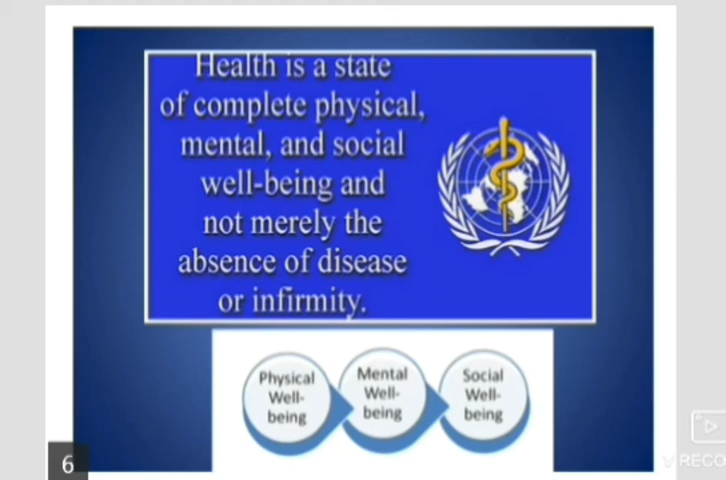 Health is a state
of complete physical,
mental, and social
well-being and
not merely the
absence of disease
or infirmity.
Physical
Well-
being
Mental
Well-
being
Social
Well-
being
6
RECO